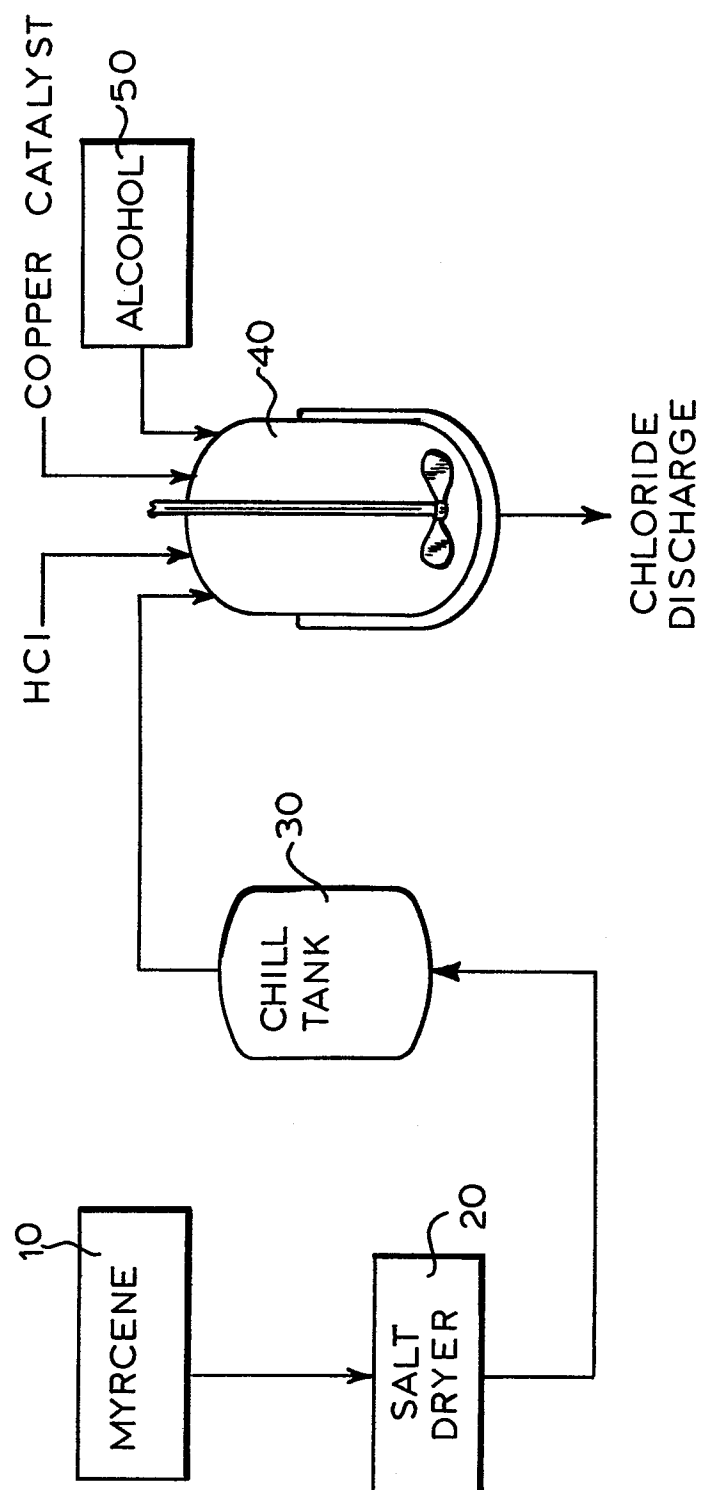 10
MYRCENE
SALT
DRYER
20
CHILL
TANK
30
HCl
COPPER CATALYST
ALCOHOL
50
40
CHLORIDE
DISCHARGE